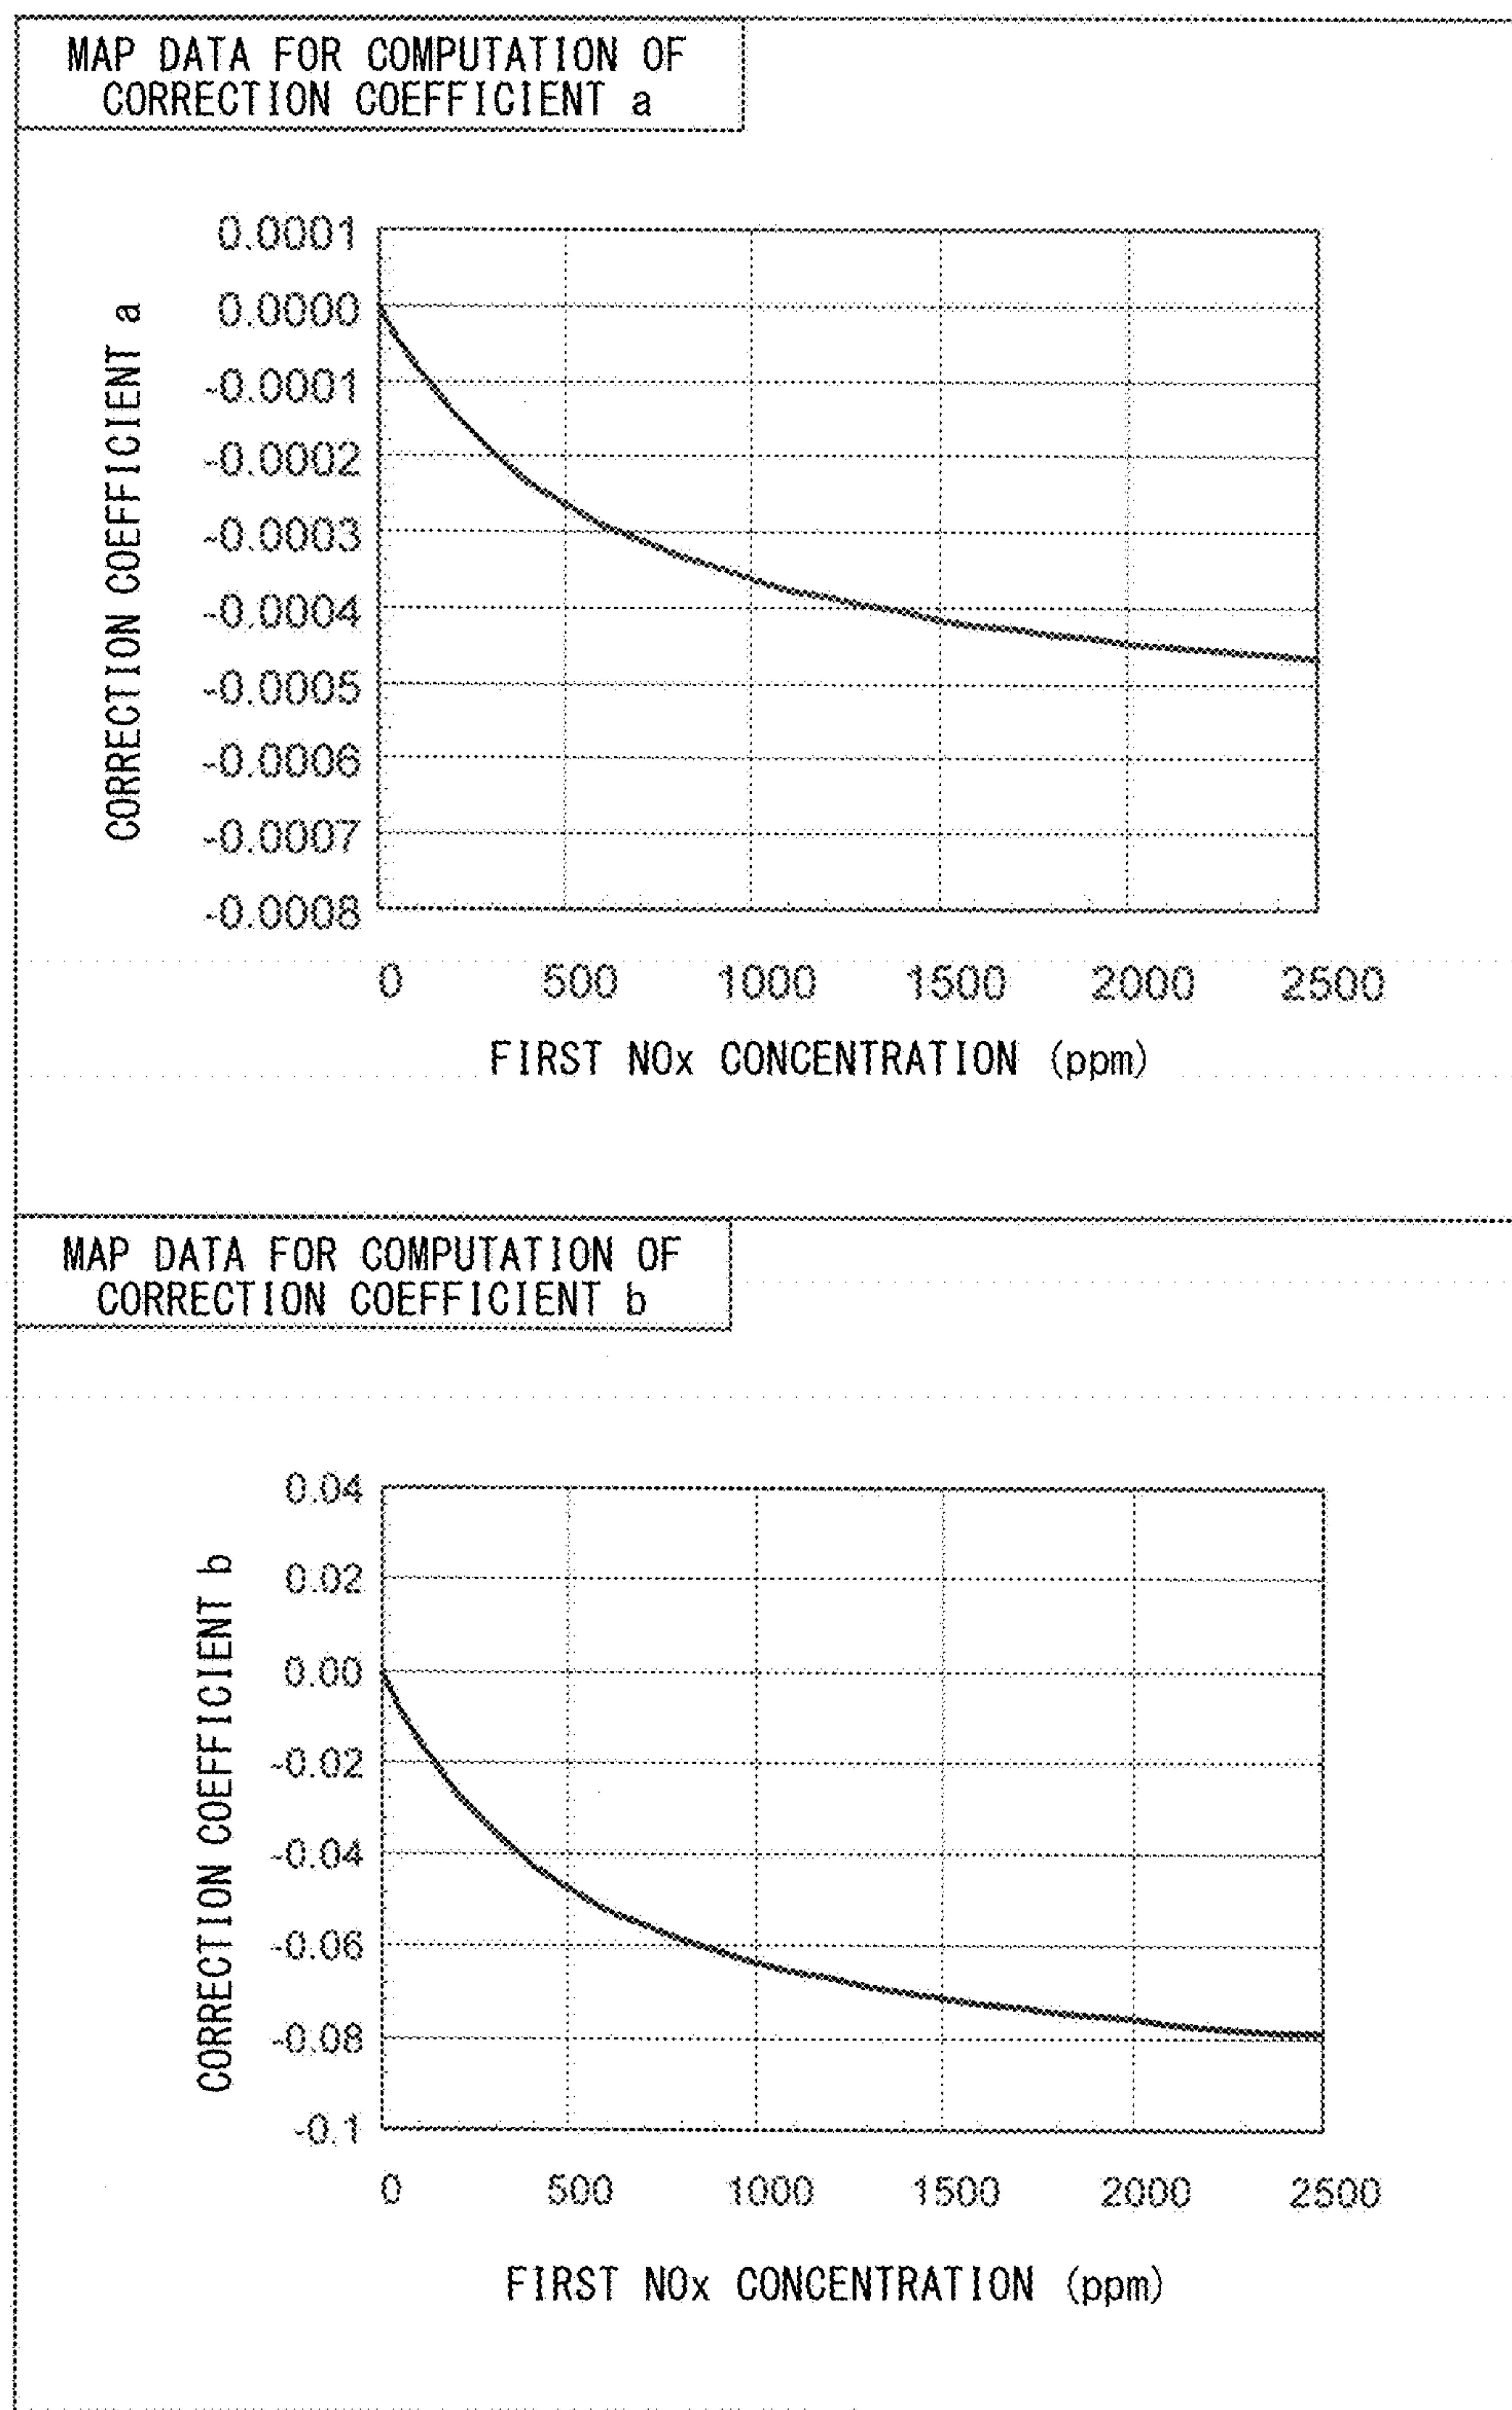 MAP DATA FOR COMPUTATION OF
CORRECTION COEFFICIENT a
CORRECTION COEFFICIENT a
0.0001
0.0000
-0.0001
-0.0002
-0.0003
-0.0004
-0.0005
-0.0006
-0.0007
-0.0008
0 500 1000 1500 2000 2500
FIRST NOx CONCENTRATION (ppm)
MAP DATA FOR COMPUTATION OF
CORRECTION COEFFICIENT b
CORRECTION COEFFICIENT b
0.04
0.02
0.00
-0.02
-0.04
-0.06
-0.08
-0.1
0 500 1000 1500 2000 2500
FIRST NOx CONCENTRATION (ppm)